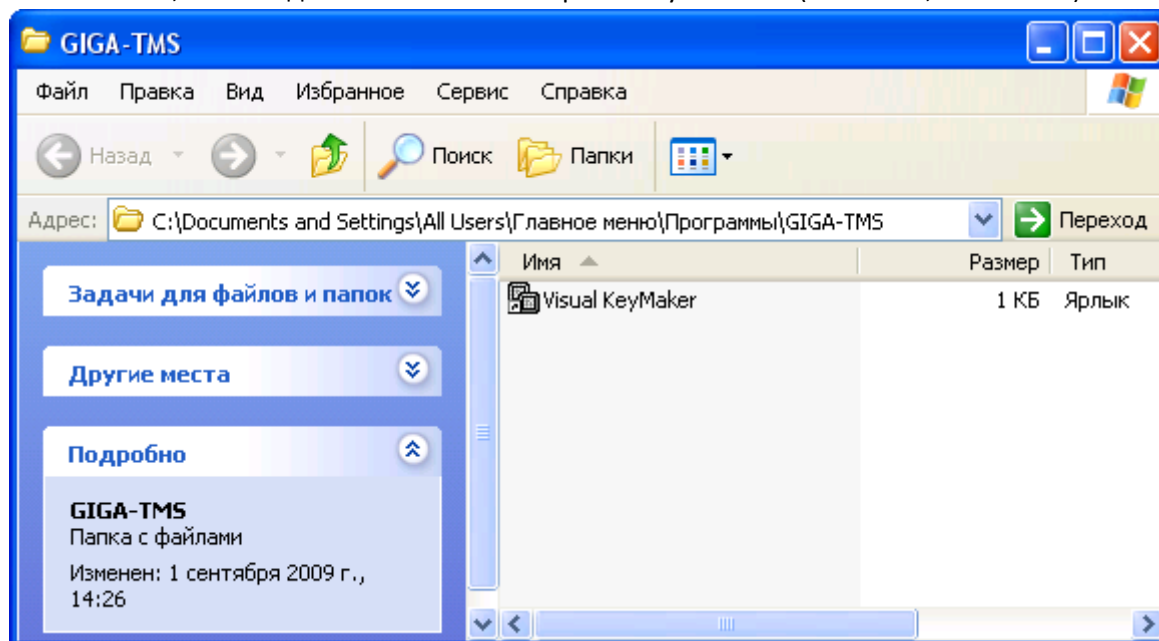 GIGA-TMS
Файл Правка Вид Избранное Сервис Справка
Назад Поиск Папки
Адрес: C:\Documents and Settings\All Users\Главное меню\Программы\GIGA-TMS Переход
Имя Размер Тип
Задачи для файлов и папок
Visual KeyMaker 1 КБ Ярлык
Другие места
Подробно
GIGA-TMS
Папка с файлами
Изменен: 1 сентября 2009 г.,
14:26